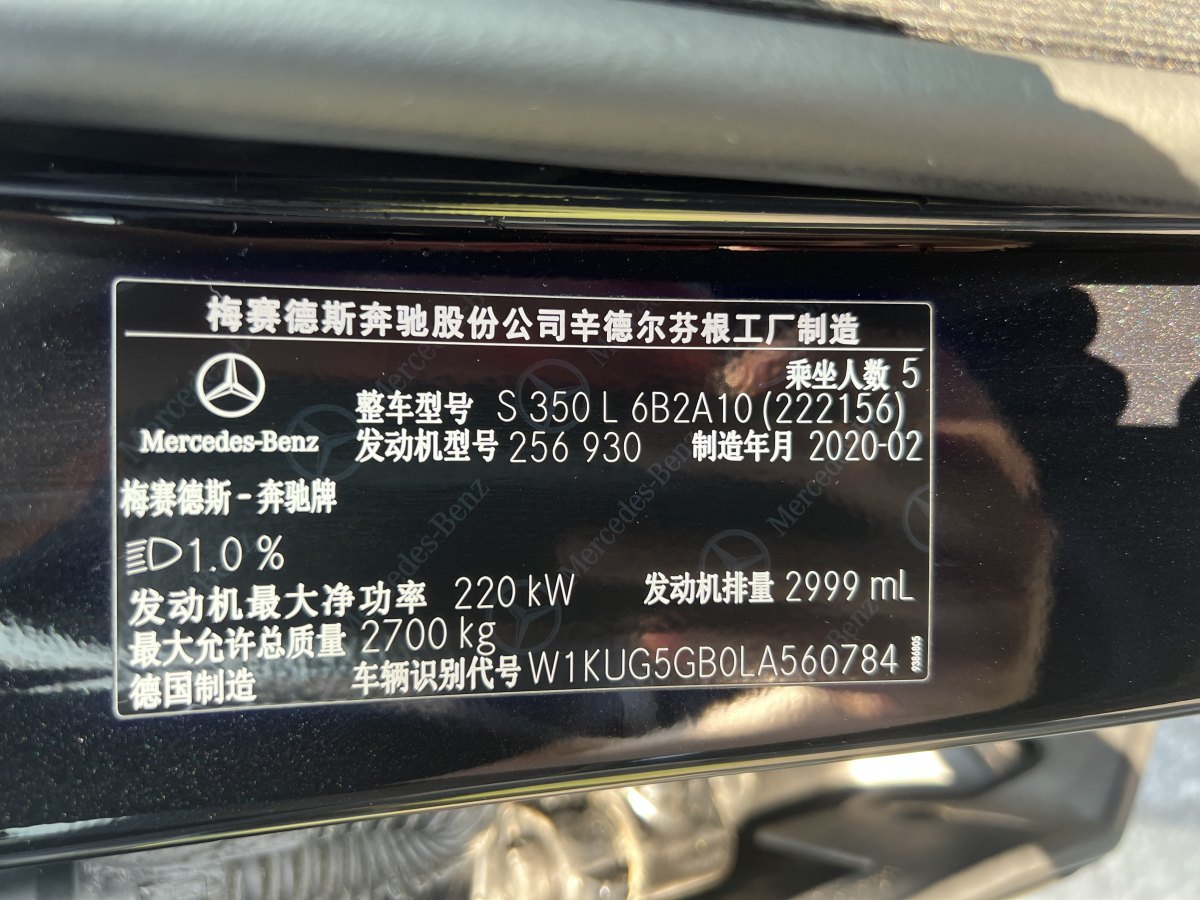 梅赛德斯奔驰股份公司辛德尔芬根工厂制造
乘坐人数 5
整车型号 S 350 L 6B2A10 (222156)
Mercedes-Benz
发动机型号 256 930 制造年月 2020-02
梅赛德斯-奔驰牌
1.0 %
发动机最大净功率 220 kW 发动机排量 2999 mL
最大允许总质量 2700 kg
德国制造 车辆识别代号 W1KUG5GB0LA560784